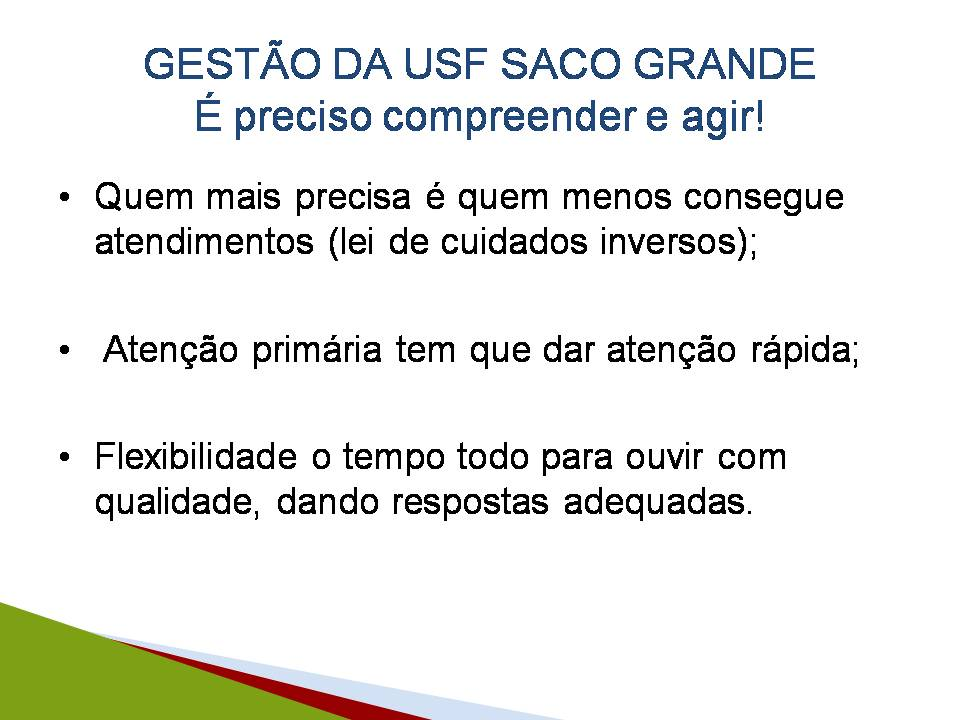 GESTÃO DA USF SACO GRANDE
É preciso compreender e agir!
• Quem mais precisa é quem menos consegue
atendimentos (lei de cuidados inversos);
• Atenção primária tem que dar atenção rápida;
• Flexibilidade o tempo todo para ouvir com
qualidade, dando respostas adequadas.